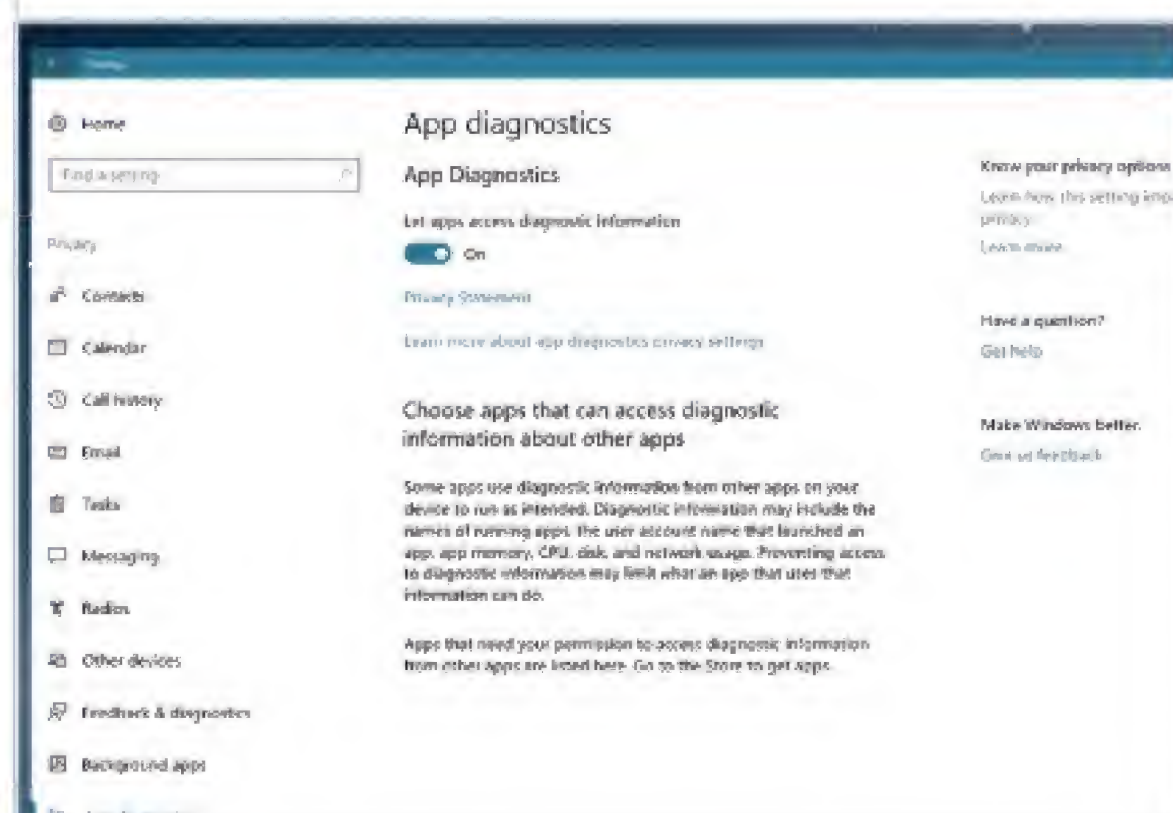 Home
Find a setting
Privacy
Contacts
Calendar
Call history
Email
Tasks
Messaging
Radios
Other devices
Feedback & diagnostics
Background apps
App diagnostics
App Diagnostics
Let apps access diagnostic information
On
Privacy Statement
Learn more about app diagnostics privacy settings
Choose apps that can access diagnostic
information about other apps
Some apps use diagnostic information from other apps on your
device to run as intended. Diagnostic information may include the
names of running apps, the user account name that launched an
app, app memory, CPU, disk, and network usage. Preventing access
to diagnostic information may limit what an app that uses that
information can do.
Apps that need your permission to access diagnostic information
from other apps are listed here. Go to the Store to get apps.
Know your privacy options
Learn how this setting
privacy.
Learn more
Have a question?
Get help
Make Windows better.
Give us feedback